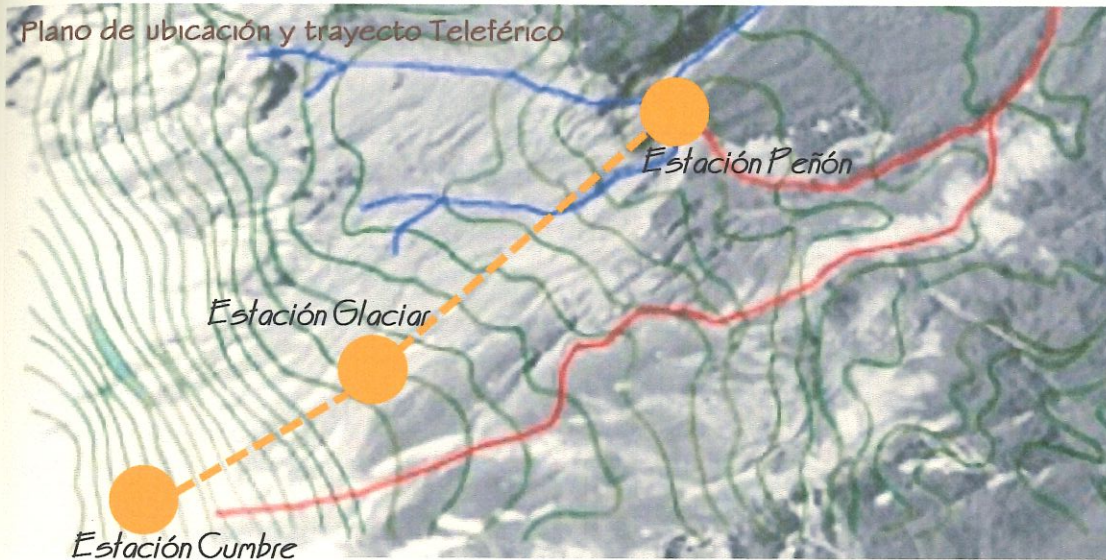 Plano de ubicación y trayecto Teleférico
Estación Peñón
Estación Glaciar
Estación Cumbre